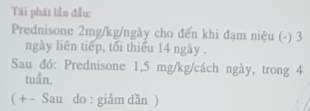 Tái phát lần đầu:
Prednisone 2mg/kg/ngày cho đến khi đạm niệu (-) 3
ngày liên tiếp, tối thiểu 14 ngày .
Sau đó: Prednisone 1,5 mg/kg/cách ngày, trong 4
tuần.
( + - Sau do : giảm dần )